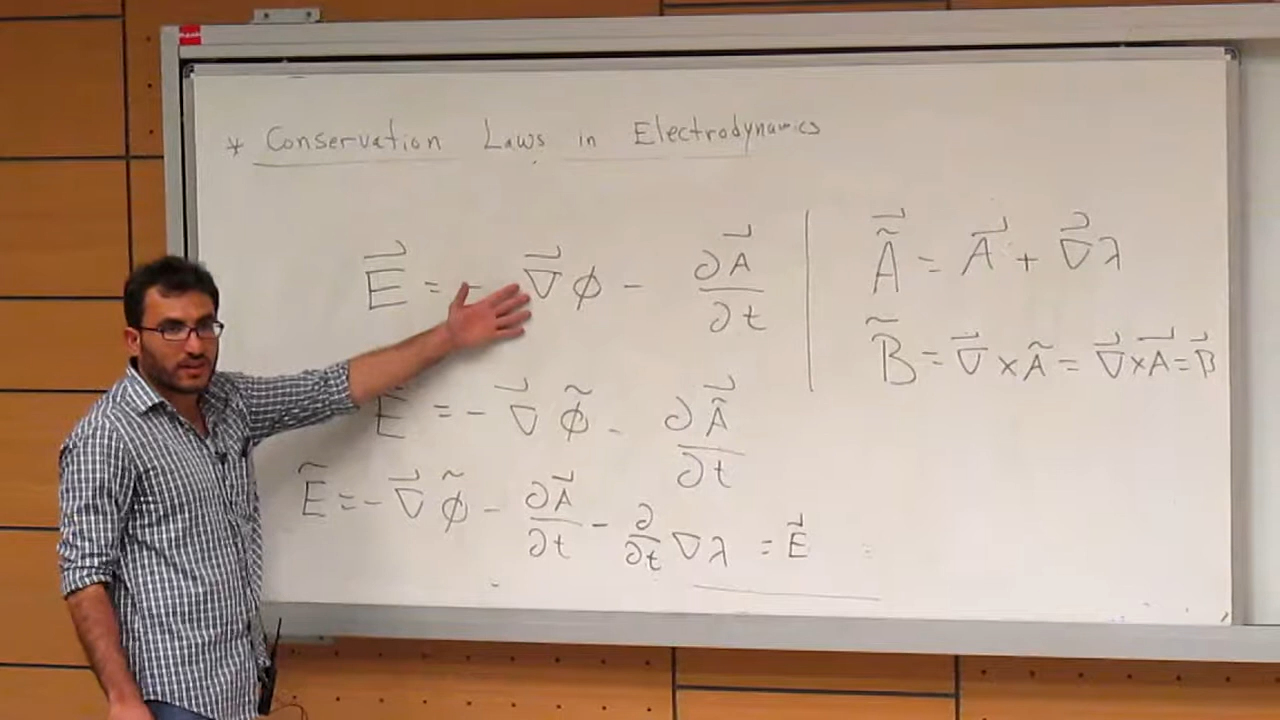 * Conservation Laws in Electrodynamics
E⃗ = - ∇⃗ϕ - ∂A⃗/∂t
E = - ∇⃗ϕ̃ - ∂Ã⃗/∂t
Ẽ = - ∇⃗ϕ̃ - ∂A⃗/∂t - ∂/∂t ∇λ = E⃗
Ã⃗ = A⃗ + ∇⃗λ
B̃ = ∇⃗ × Ã = ∇⃗ × A⃗ = B⃗